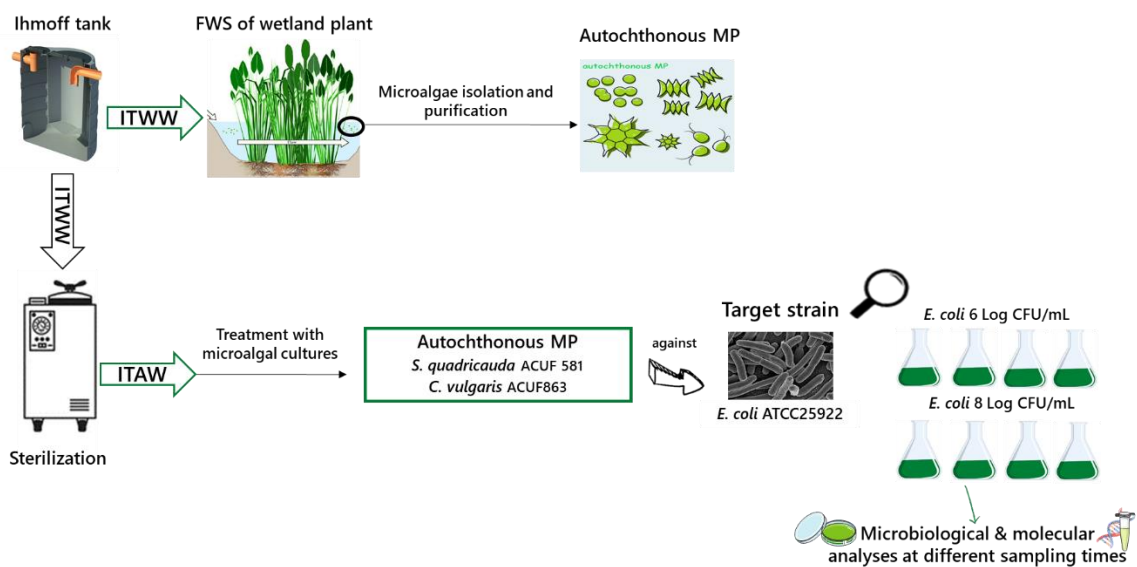 Ihmoff tank
FWS of wetland plant
Autochthonous MP
autochthonous MP
ITWW
Microalgae isolation and
purification
ITWW
Sterilization
ITAW
Treatment with
microalgal cultures
Autochthonous MP
S. quadricauda ACUF 581
C. vulgaris ACUF863
against
Target strain
E. coli ATCC25922
E. coli 6 Log CFU/mL
E. coli 8 Log CFU/mL
Microbiological & molecular
analyses at different sampling times